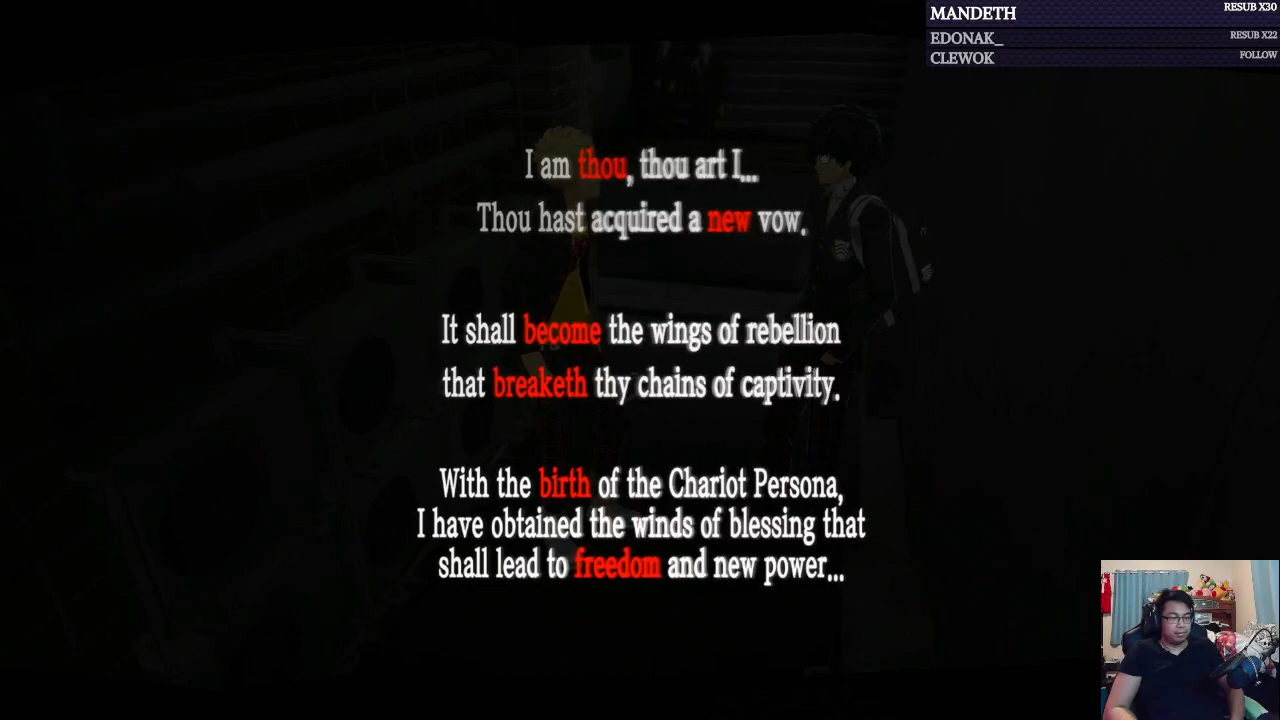 MANDETH RESUB X30
EDONAK_ RESUB X22
CLEWOK FOLLOW
I am thou, thou art I...
Thou hast acquired a new vow.
It shall become the wings of rebellion
that breaketh thy chains of captivity.
With the birth of the Chariot Persona,
I have obtained the winds of blessing that
shall lead to freedom and new power...